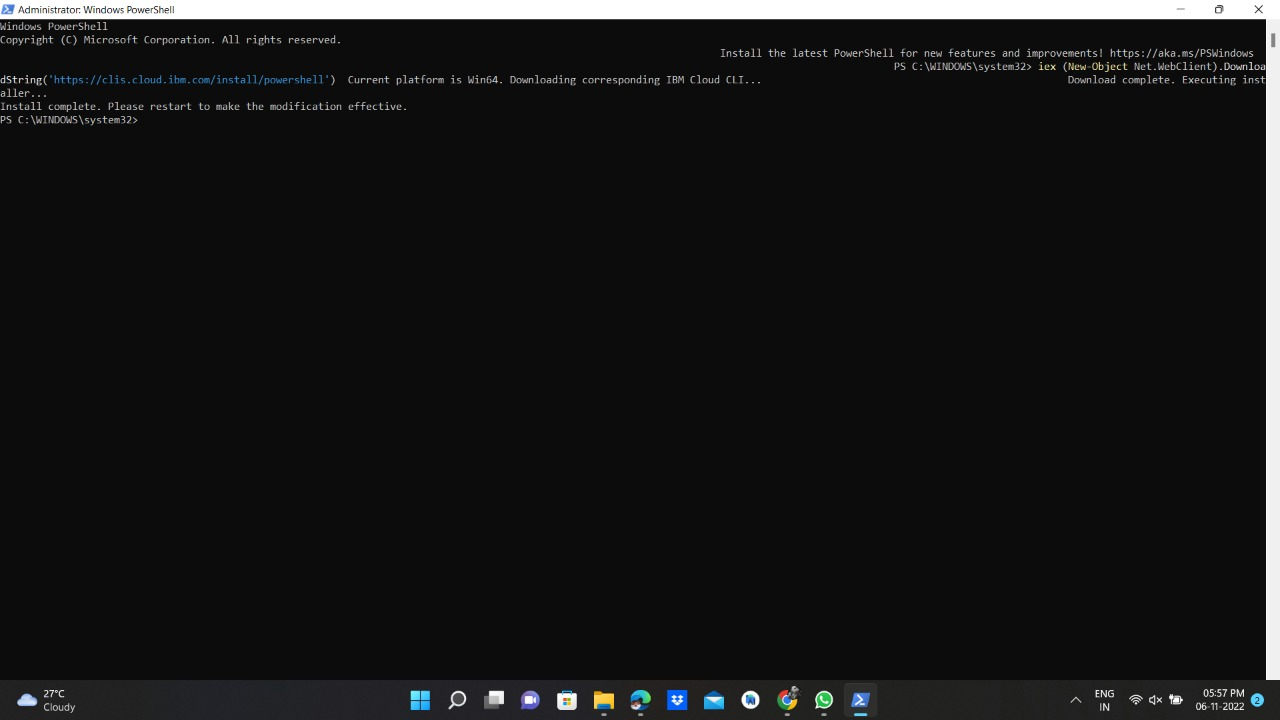 Administrator: Windows PowerShell
Windows PowerShell
Copyright (C) Microsoft Corporation. All rights reserved.
Install the latest PowerShell for new features and improvements! https://aka.ms/PSWindows
PS C:\WINDOWS\system32> iex (New-Object Net.WebClient).Downloa
dString('https://clis.cloud.ibm.com/install/powershell') Current platform is Win64. Downloading corresponding IBM Cloud CLI... Download complete. Executing inst
aller...
Install complete. Please restart to make the modification effective.
PS C:\WINDOWS\system32>
27°C
Cloudy
ENG
IN
05:57 PM
06-11-2022
2